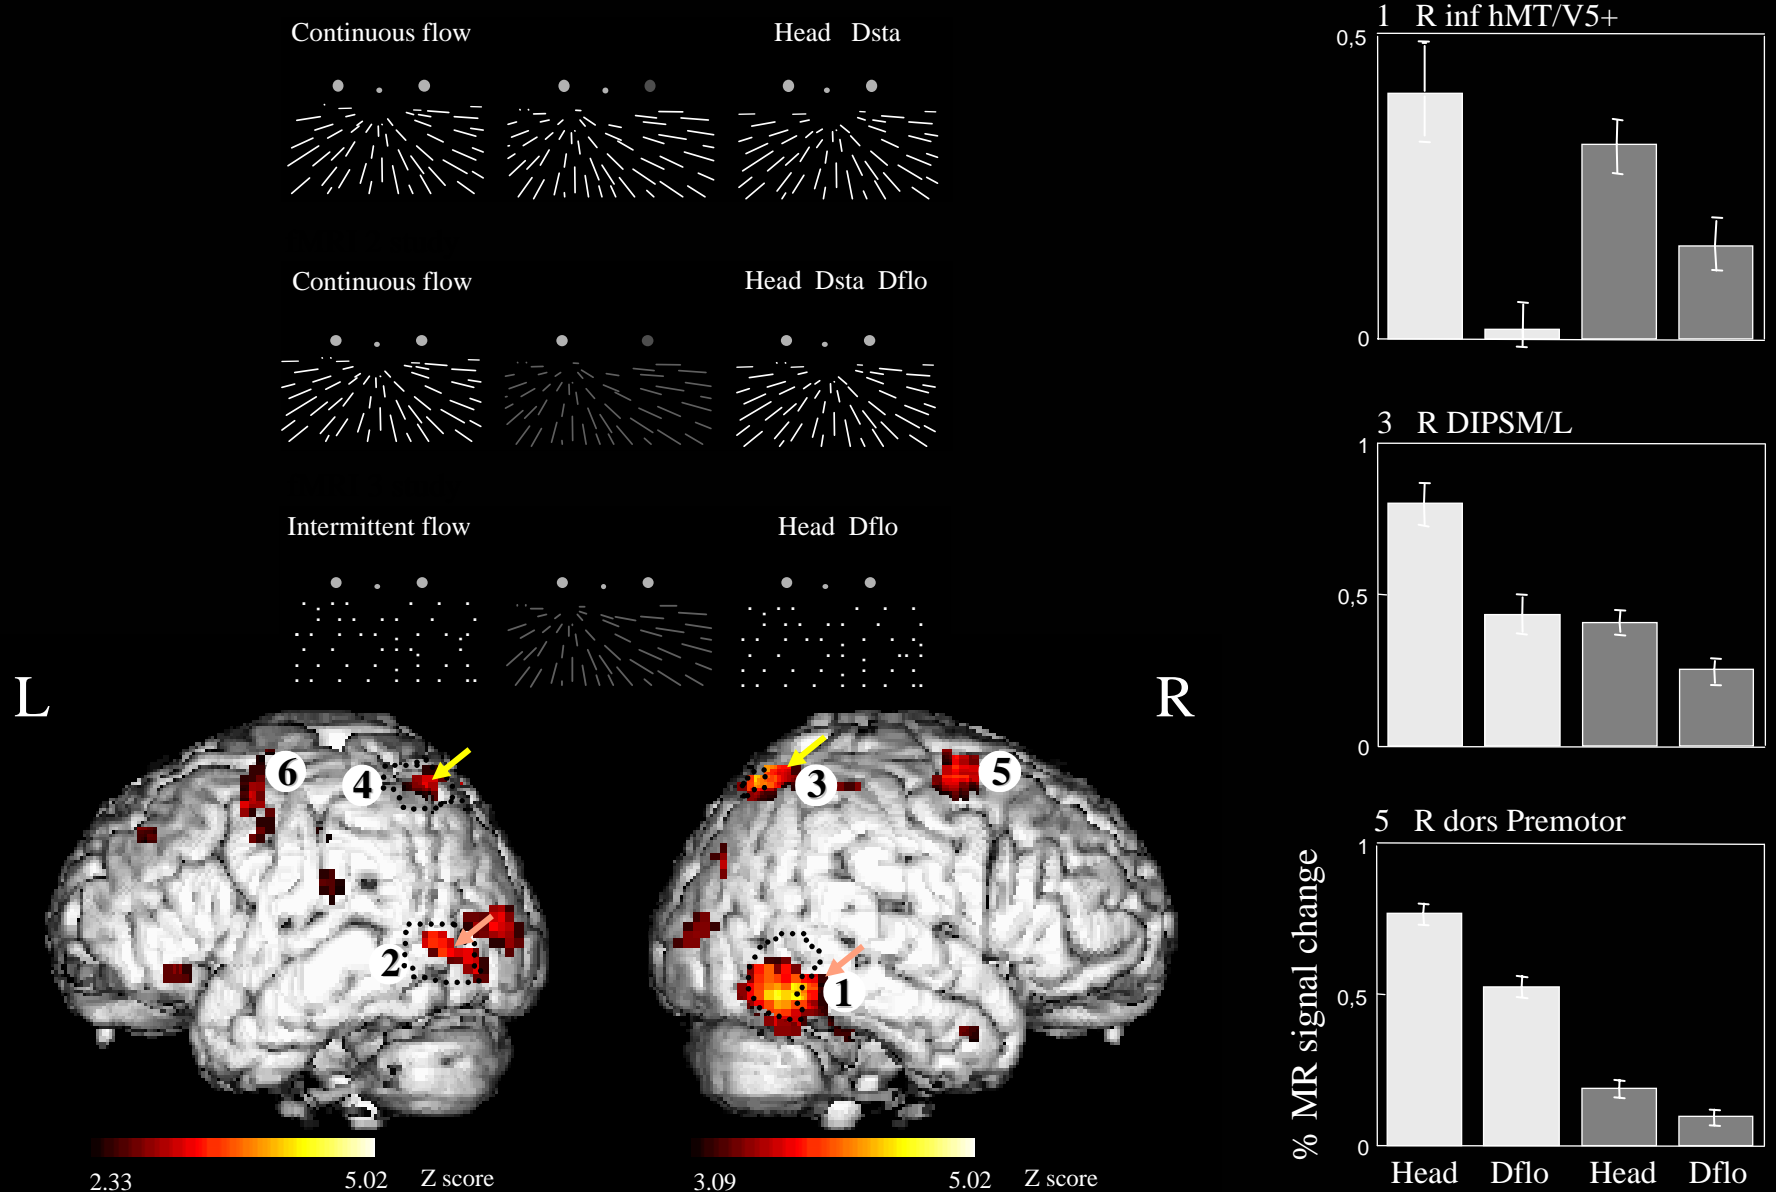 Continuous flow
Head Dsta
Continuous flow
Head Dsta Dflo
Intermittent flow
Head Dflo
L
R
6
4
2
3
5
1
2.33
5.02
Z score
3.09
5.02
Z score
1 R inf hMT/V5+
0,5
0
3 R DIPSM/L
1
0,5
0
5 R dors Premotor
1
0,5
0
% MR signal change
Head Dflo Head Dflo